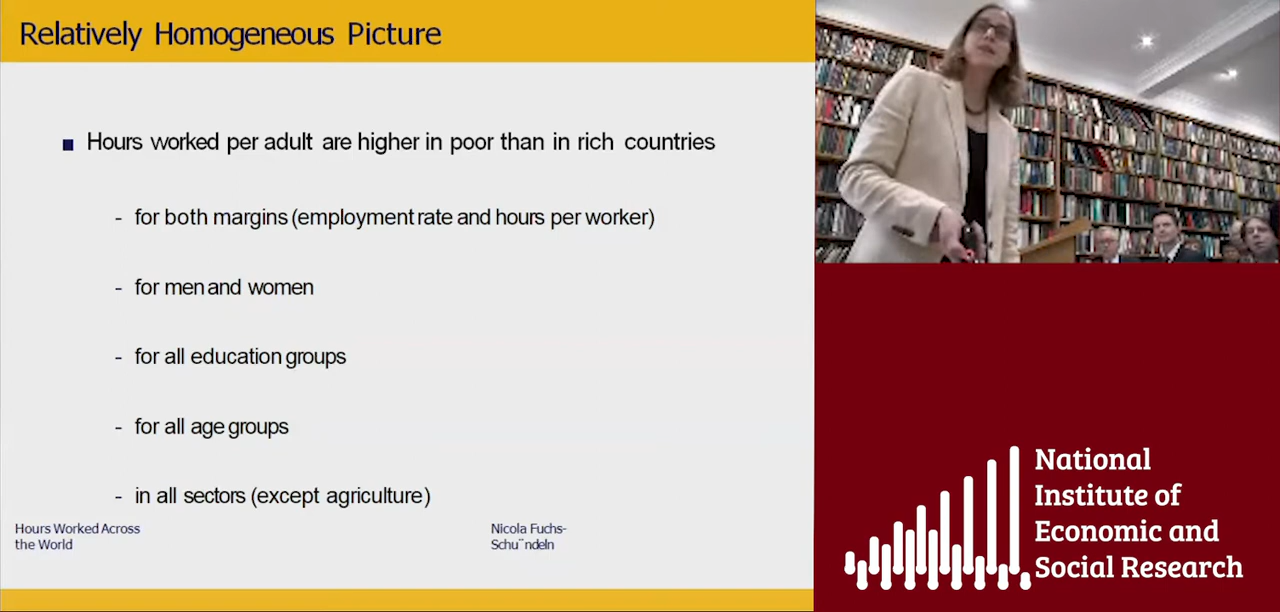 Relatively Homogeneous Picture
■ Hours worked per adult are higher in poor than in rich countries
- for both margins (employment rate and hours per worker)
- for men and women
- for all education groups
- for all age groups
- in all sectors (except agriculture)
Hours Worked Across
the World
Nicola Fuchs-
Schu¨ndeln
National
Institute of
Economic and
Social Research